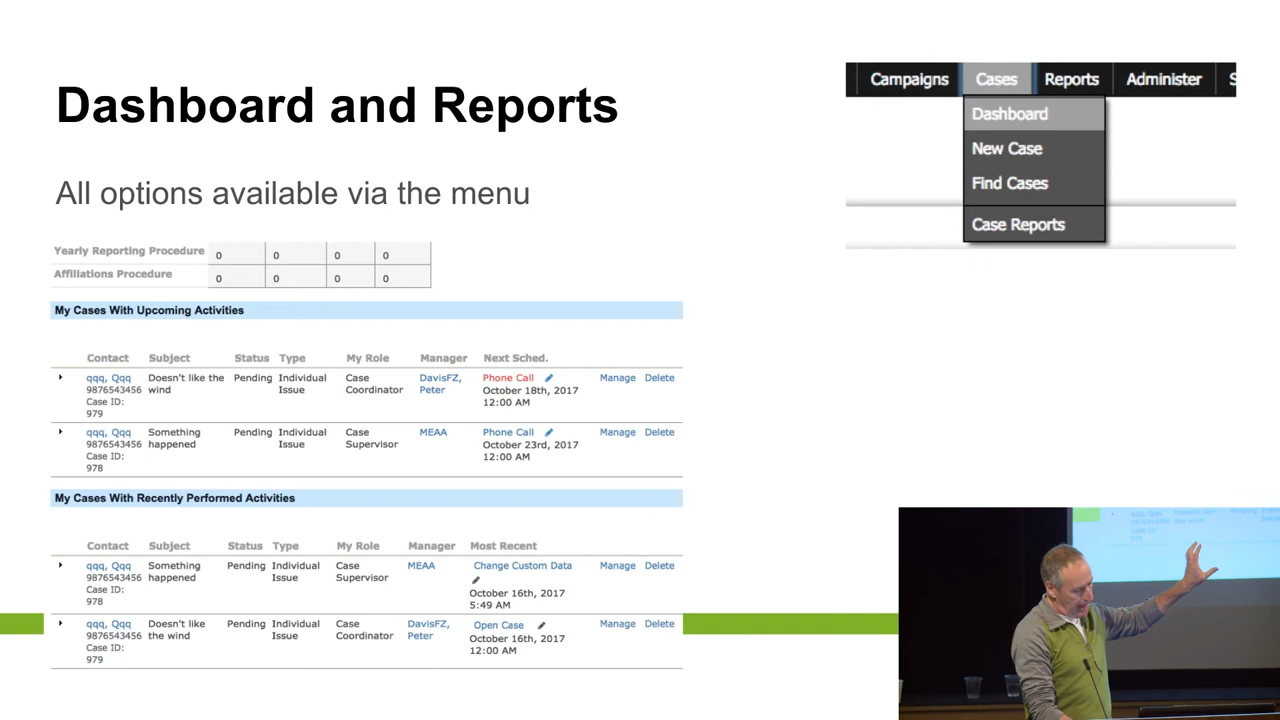 Dashboard and Reports
All options available via the menu
Campaigns Cases Reports Administer S
Dashboard
New Case
Find Cases
Case Reports
Yearly Reporting Procedure 0 0 0 0
Affiliations Procedure 0 0 0 0
My Cases With Upcoming Activities
Contact Subject Status Type My Role Manager Next Sched.
qqq, Qqq Doesn't like the Pending Individual Case DavisFZ, Phone Call Manage Delete
9876543456 wind Issue Coordinator Peter October 18th, 2017
Case ID: 12:00 AM
979
qqq, Qqq Something Pending Individual Case MEAA Phone Call Manage Delete
9876543456 happened Issue Supervisor October 23rd, 2017
Case ID: 12:00 AM
978
My Cases With Recently Performed Activities
Contact Subject Status Type My Role Manager Most Recent
qqq, Qqq Something Pending Individual Case MEAA Change Custom Data Manage Delete
9876543456 happened Issue Supervisor
Case ID: October 16th, 2017
978 5:49 AM
qqq, Qqq Doesn't like Pending Individual Case DavisFZ, Open Case Manage Delete
9876543456 the wind Issue Coordinator Peter October 16th, 2017
Case ID: 12:00 AM
979